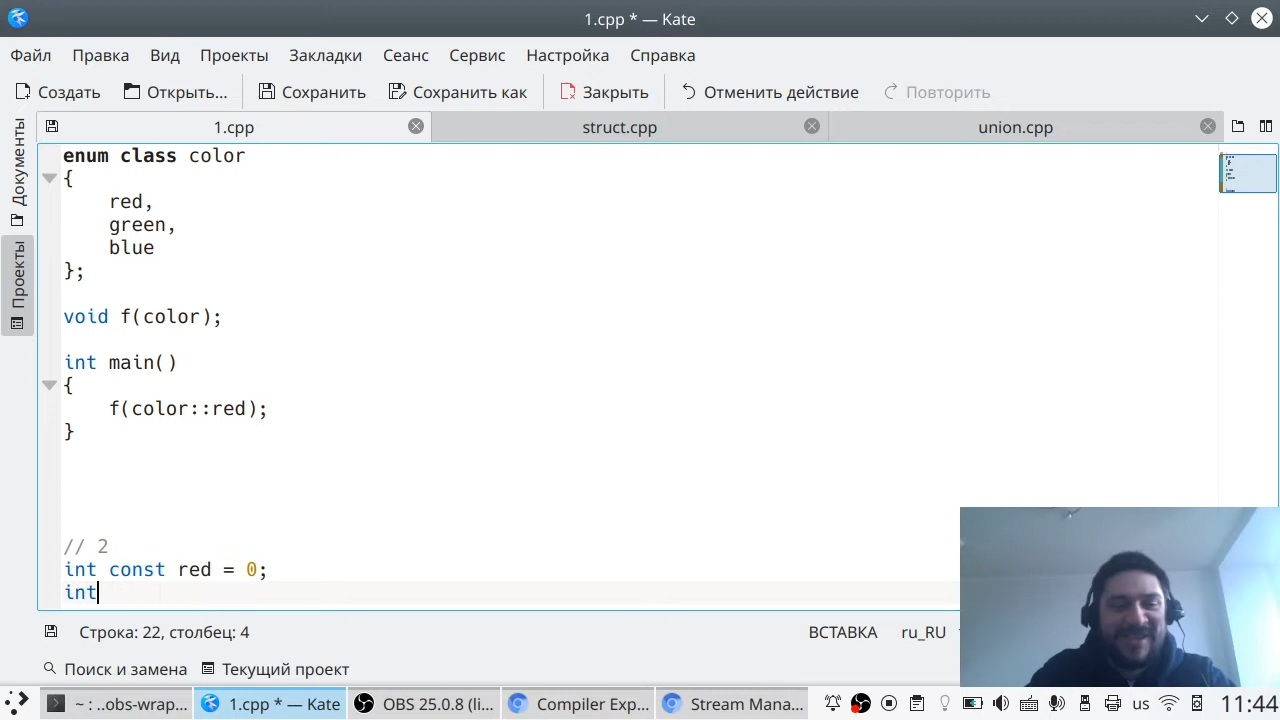 1.cpp * — Kate
Файл Правка Вид Проекты Закладки Сеанс Сервис Настройка Справка
Создать Открыть... Сохранить Сохранить как Закрыть Отменить действие Повторить
1.cpp struct.cpp union.cpp
Документы
Проекты
enum class color
{
    red,
    green,
    blue
};
void f(color);
int main()
{
    f(color::red);
}
// 2
int const red = 0;
int
Строка: 22, столбец: 4 ВСТАВКА ru_RU
Поиск и замена Текущий проект
~ : ..obs-wrap... 1.cpp * — Kate OBS 25.0.8 (li... Compiler Exp... Stream Mana... us 11:44